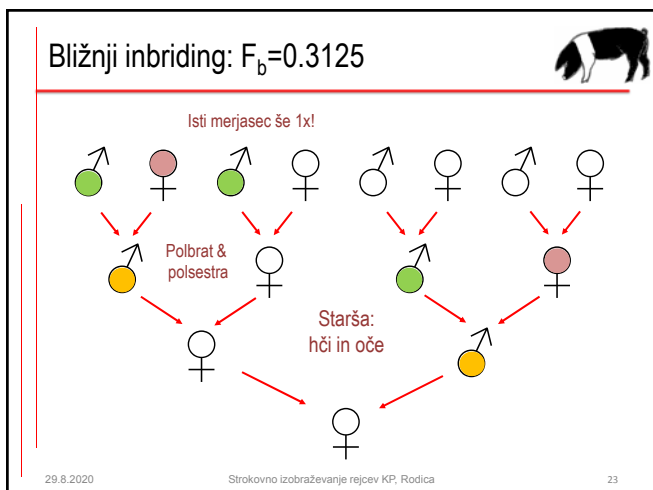 Bližnji inbriding: Fb=0.3125
Isti merjasec še 1x!
Polbrat &
polsestra
Starša:
hči in oče
29.8.2020
Strokovno izobraževanje rejcev KP, Rodica
23